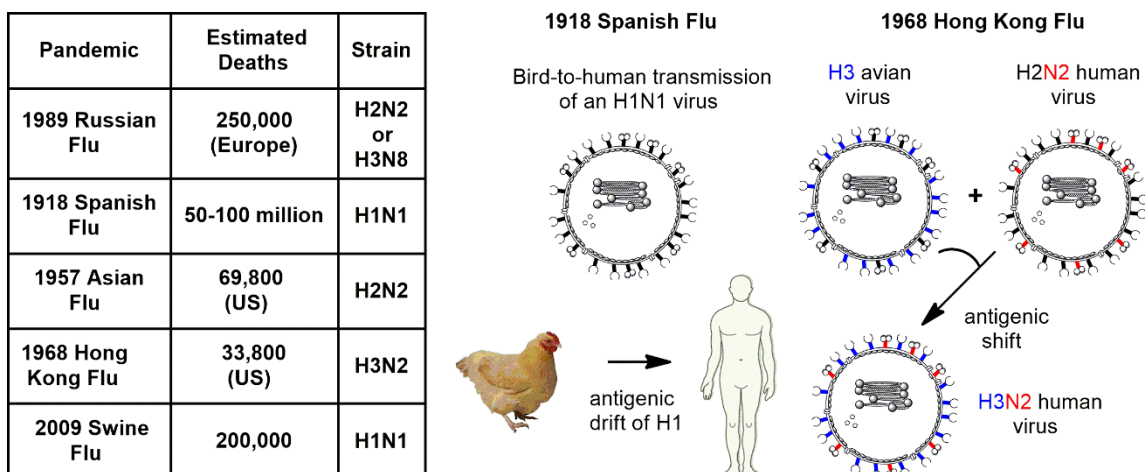 Pandemic
Estimated
Deaths
Strain
1989 Russian
Flu
250,000
(Europe)
H2N2
or
H3N8
1918 Spanish
Flu
50-100 million
H1N1
1957 Asian
Flu
69,800
(US)
H2N2
1968 Hong
Kong Flu
33,800
(US)
H3N2
2009 Swine
Flu
200,000
H1N1
1918 Spanish Flu
Bird-to-human transmission
of an H1N1 virus
antigenic
drift of H1
1968 Hong Kong Flu
H3 avian
virus
+
H2N2 human
virus
antigenic
shift
H3N2 human
virus